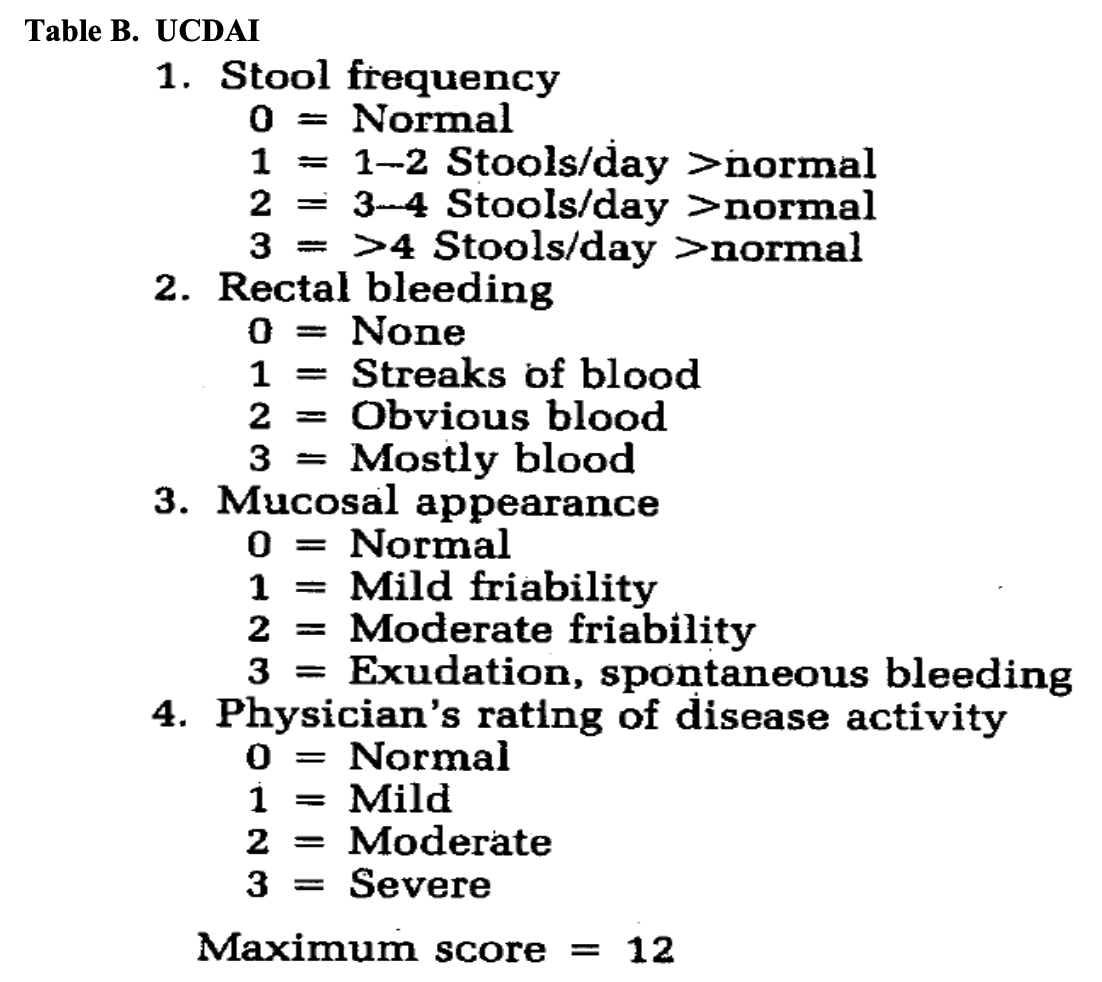 Table B. UCDAI
1. Stool frequency
0 = Normal
1 = 1–2 Stools/day >normal
2 = 3–4 Stools/day >normal
3 = >4 Stools/day >normal
2. Rectal bleeding
0 = None
1 = Streaks of blood
2 = Obvious blood
3 = Mostly blood
3. Mucosal appearance
0 = Normal
1 = Mild friability
2 = Moderate friability
3 = Exudation, spontaneous bleeding
4. Physician's rating of disease activity
0 = Normal
1 = Mild
2 = Moderate
3 = Severe
Maximum score = 12